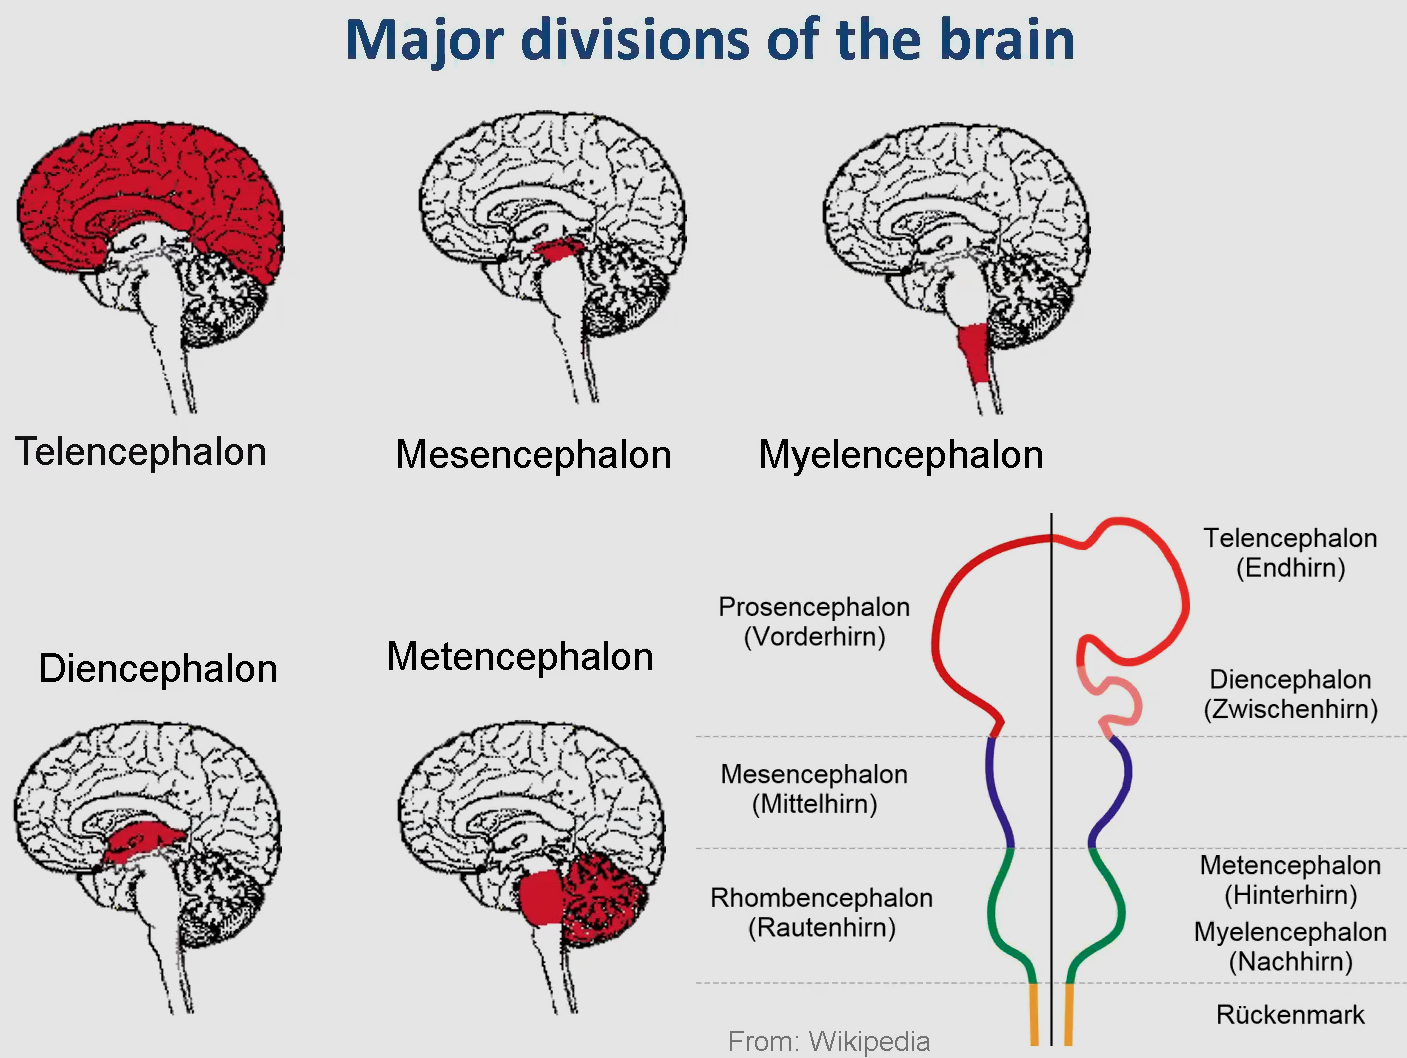 Major divisions of the brain
Telencephalon
Mesencephalon
Myelencephalon
Diencephalon
Metencephalon
Prosencephalon
(Vorderhirn)
Mesencephalon
(Mittelhirn)
Rhombencephalon
(Rautenhirn)
Telencephalon
(Endhirn)
Diencephalon
(Zwischenhirn)
Metencephalon
(Hinterhirn)
Myelencephalon
(Nachhirn)
Rückenmark
From: Wikipedia